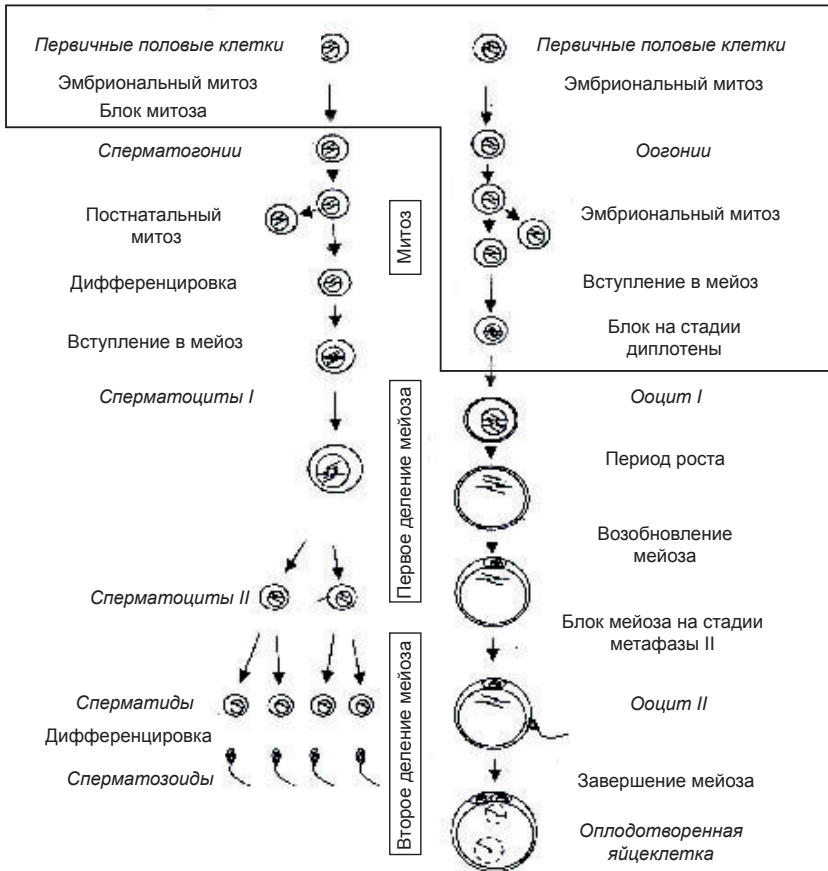 Первичные половые клетки
Эмбриональный митоз
Блок митоза
Сперматогонии
Постнатальный
митоз
Дифференцировка
Вступление в мейоз
Сперматоциты I
Сперматоциты II
Сперматиды
Дифференцировка
Сперматозоиды
Митоз
Первое деление мейоза
Второе деление мейоза
Первичные половые клетки
Эмбриональный митоз
Оогонии
Эмбриональный митоз
Вступление в мейоз
Блок на стадии
диплотены
Ооцит I
Период роста
Возобновление
мейоза
Блок мейоза на стадии
метафазы II
Ооцит II
Завершение мейоза
Оплодотворенная
яйцеклетка